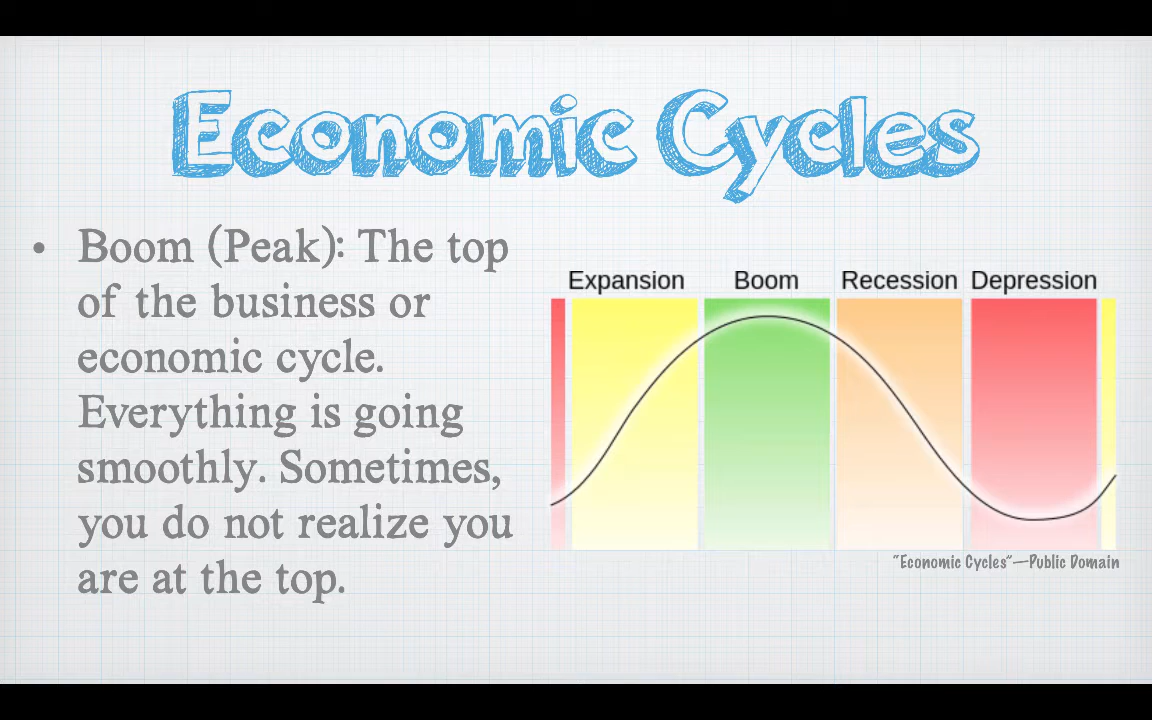 Economic Cycles
• Boom (Peak): The top
of the business or
economic cycle.
Everything is going
smoothly. Sometimes,
you do not realize you
are at the top.
Expansion Boom Recession Depression
"Economic Cycles"—Public Domain